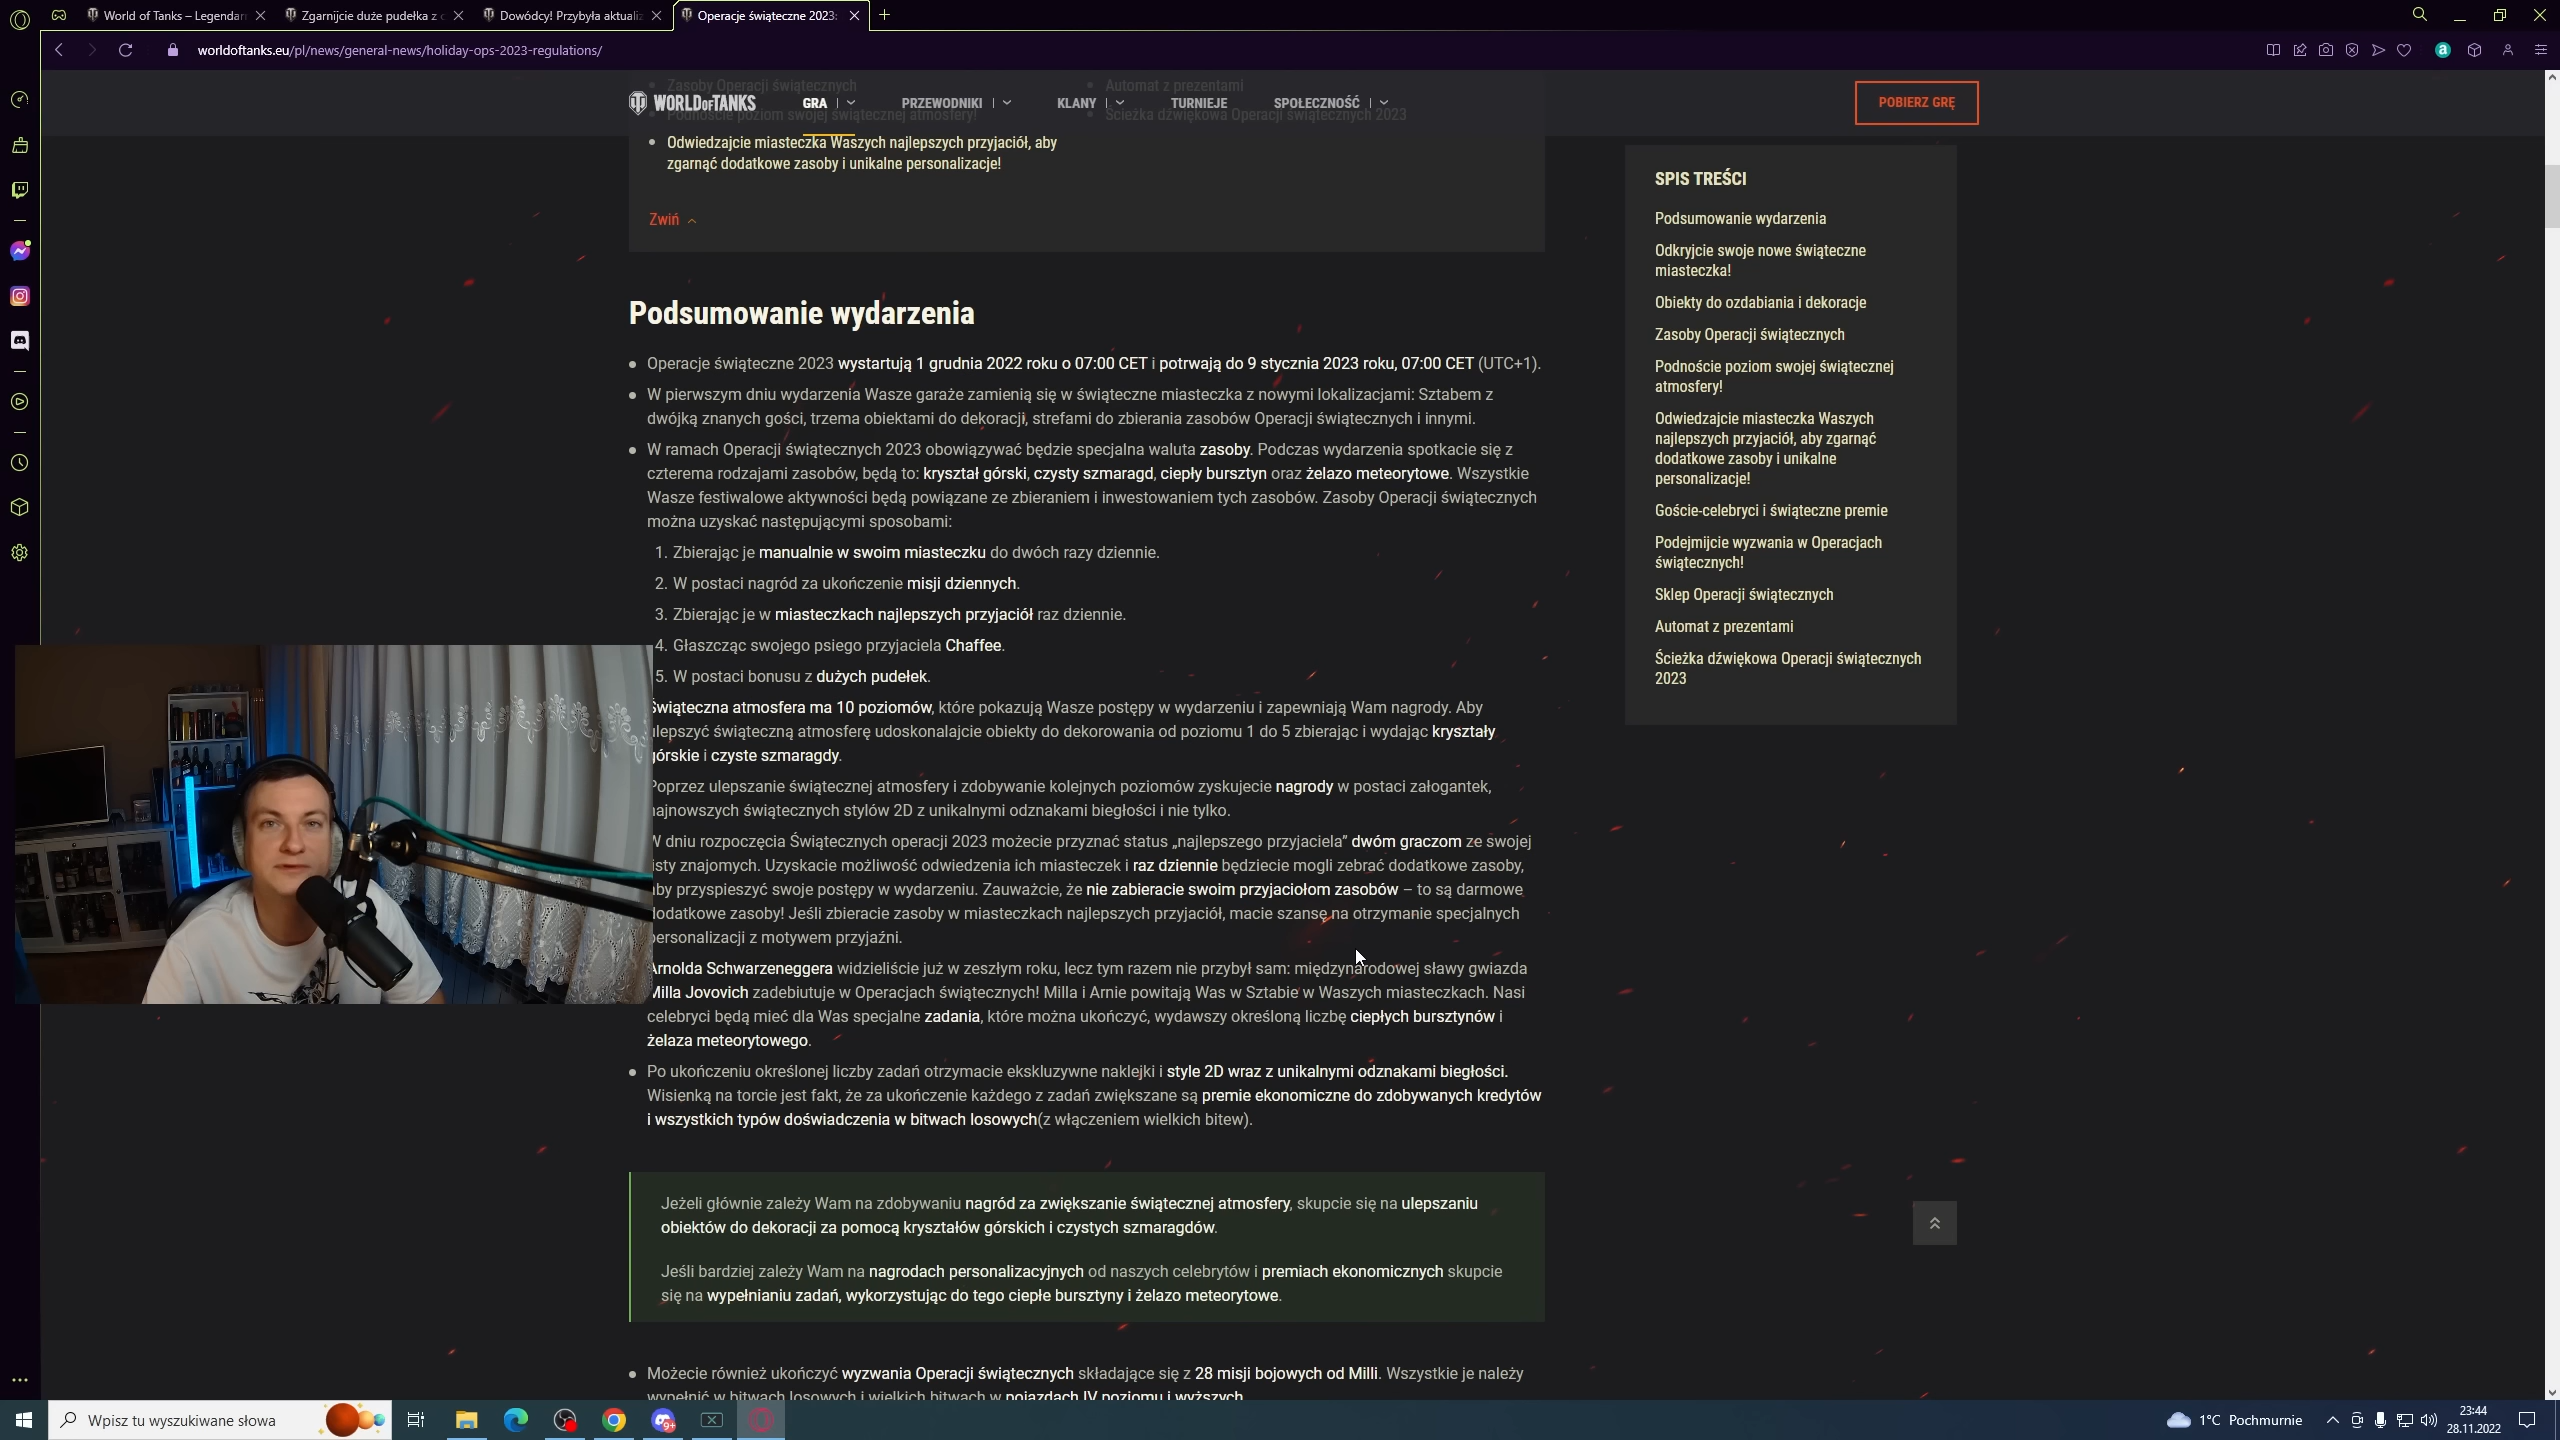 World of Tanks – Legendar
Zgarnijcie duże pudełka z
Dowódcy! Przybyła aktuali
Operacje świąteczne 2023:
worldoftanks.eu/pl/news/general-news/holiday-ops-2023-regulations/
Zasoby Operacji świątecznych
Automat z prezentami
WORLD OF TANKS
GRA
PRZEWODNIKI
KLANY
TURNIEJE
SPOŁECZNOŚĆ
POBIERZ GRĘ
Podnoście poziom swojej świątecznej atmosfery!
Ścieżka dźwiękowa Operacji świątecznych 2023
Odwiedzajcie miasteczka Waszych najlepszych przyjaciół, aby
zgarnąć dodatkowe zasoby i unikalne personalizacje!
Zwiń
Podsumowanie wydarzenia
Operacje świąteczne 2023 wystartują 1 grudnia 2022 roku o 07:00 CET i potrwają do 9 stycznia 2023 roku, 07:00 CET (UTC+1).
W pierwszym dniu wydarzenia Wasze garaże zamienią się w świąteczne miasteczka z nowymi lokalizacjami: Sztabem z
dwójką znanych gości, trzema obiektami do dekoracji, strefami do zbierania zasobów Operacji świątecznych i innymi.
W ramach Operacji świątecznych 2023 obowiązywać będzie specjalna waluta zasoby. Podczas wydarzenia spotkacie się z
czterema rodzajami zasobów, będą to: kryształ górski, czysty szmaragd, ciepły bursztyn oraz żelazo meteorytowe. Wszystkie
Wasze festiwalowe aktywności będą powiązane ze zbieraniem i inwestowaniem tych zasobów. Zasoby Operacji świątecznych
można uzyskać następującymi sposobami:
1. Zbierając je manualnie w swoim miasteczku do dwóch razy dziennie.
2. W postaci nagród za ukończenie misji dziennych.
3. Zbierając je w miasteczkach najlepszych przyjaciół raz dziennie.
4. Głaszcząc swojego psiego przyjaciela Chaffee.
5. W postaci bonusu z dużych pudełek.
Świąteczna atmosfera ma 10 poziomów, które pokazują Wasze postępy w wydarzeniu i zapewniają Wam nagrody. Aby
ulepszyć świąteczną atmosferę udoskonalajcie obiekty do dekorowania od poziomu 1 do 5 zbierając i wydając kryształy
górskie i czyste szmaragdy.
Poprzez ulepszanie świątecznej atmosfery i zdobywanie kolejnych poziomów zyskujecie nagrody w postaci załogantek,
najnowszych świątecznych stylów 2D z unikalnymi odznakami biegłości i nie tylko.
W dniu rozpoczęcia Świątecznych operacji 2023 możecie przyznać status „najlepszego przyjaciela” dwóm graczom ze swojej
listy znajomych. Uzyskacie możliwość odwiedzenia ich miasteczek i raz dziennie będziecie mogli zebrać dodatkowe zasoby,
aby przyspieszyć swoje postępy w wydarzeniu. Zauważcie, że nie zabieracie swoim przyjaciołom zasobów – to są darmowe
dodatkowe zasoby! Jeśli zbieracie zasoby w miasteczkach najlepszych przyjaciół, macie szansę na otrzymanie specjalnych
personalizacji z motywem przyjaźni.
Arnolda Schwarzeneggera widzieliście już w zeszłym roku, lecz tym razem nie przybył sam: międzynarodowej sławy gwiazda
Milla Jovovich zadebiutuje w Operacjach świątecznych! Milla i Arnie powitają Was w Sztabie w Waszych miasteczkach. Nasi
celebryci będą mieć dla Was specjalne zadania, które można ukończyć, wydawszy określoną liczbę ciepłych bursztynów i
żelaza meteorytowego.
Po ukończeniu określonej liczby zadań otrzymacie ekskluzywne naklejki i style 2D wraz z unikalnymi odznakami biegłości.
Wisienką na torcie jest fakt, że za ukończenie każdego z zadań zwiększane są premie ekonomiczne do zdobywanych kredytów
i wszystkich typów doświadczenia w bitwach losowych(z włączeniem wielkich bitew).
Jeżeli głównie zależy Wam na zdobywaniu nagród za zwiększanie świątecznej atmosfery, skupcie się na ulepszaniu
obiektów do dekoracji za pomocą kryształów górskich i czystych szmaragdów.
Jeśli bardziej zależy Wam na nagrodach personalizacyjnych od naszych celebrytów i premiach ekonomicznych skupcie
się na wypełnianiu zadań, wykorzystując do tego ciepłe bursztyny i żelazo meteorytowe.
Możecie również ukończyć wyzwania Operacji świątecznych składające się z 28 misji bojowych od Milli. Wszystkie je należy
wypełnić w bitwach losowych i wielkich bitwach w pojazdach IV poziomu i wyższych.
SPIS TREŚCI
Podsumowanie wydarzenia
Odkryjcie swoje nowe świąteczne
miasteczka!
Obiekty do ozdabiania i dekoracje
Zasoby Operacji świątecznych
Podnoście poziom swojej świątecznej
atmosfery!
Odwiedzajcie miasteczka Waszych
najlepszych przyjaciół, aby zgarnąć
dodatkowe zasoby i unikalne
personalizacje!
Goście-celebryci i świąteczne premie
Podejmijcie wyzwania w Operacjach
świątecznych!
Sklep Operacji świątecznych
Automat z prezentami
Ścieżka dźwiękowa Operacji świątecznych
2023
Wpisz tu wyszukiwane słowa
9+
1°C Pochmurnie
23:44
28.11.2022